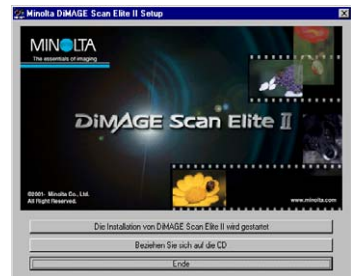 Minolta DiMAGE Scan Elite II Setup
MINOLTA
The essentials of imaging
DiMAGE Scan Elite II
©2001- Minolta Co., Ltd.
All Right Reserved.
www.minolta.com
Die Installation von DiMAGE Scan Elite II wird gestartet
Beziehen Sie sich auf die CD
Ende